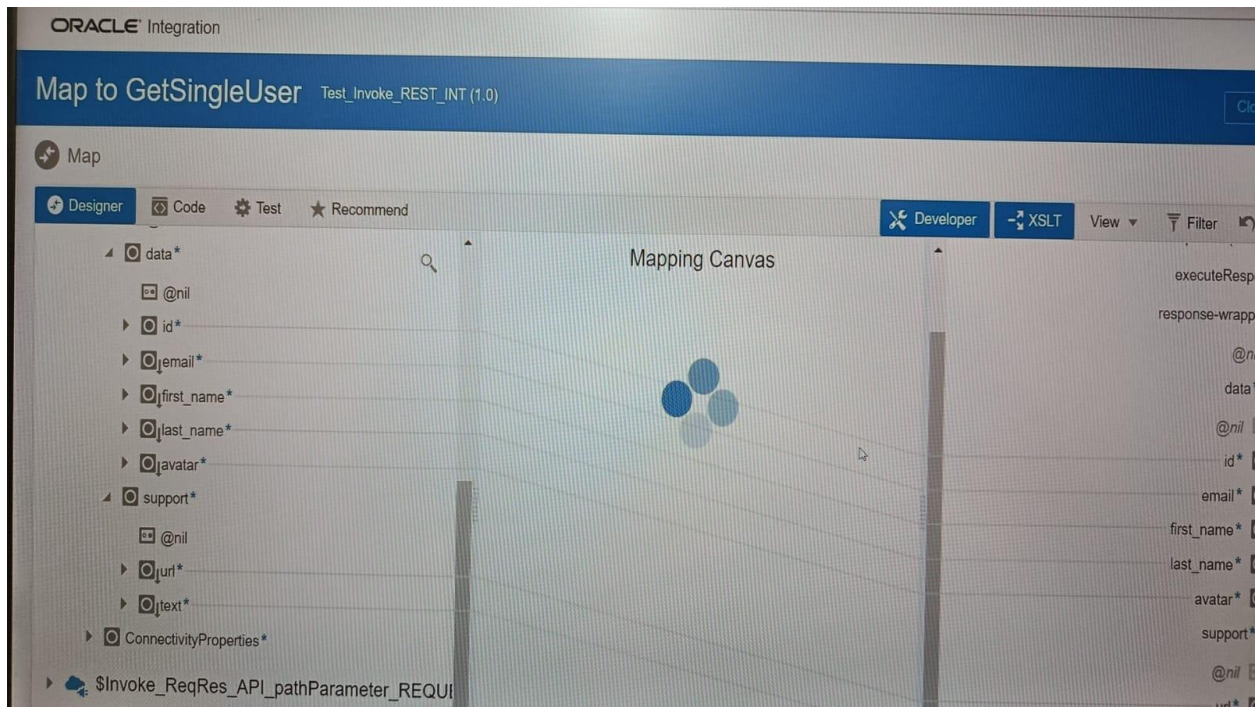 ORACLE Integration
Map to GetSingleUser Test_Invoke_REST_INT (1.0)
Map
Designer Code Test Recommend
Developer XSLT View Filter
Mapping Canvas
data*
@nil
id*
email*
first_name*
last_name*
avatar*
support*
@nil
url*
text*
ConnectivityProperties*
$Invoke_ReqRes_API_pathParameter_REQU
executeResp
response-wrapp
data
@nil
id*
email*
first_name*
last_name*
avatar*
support*
@nil